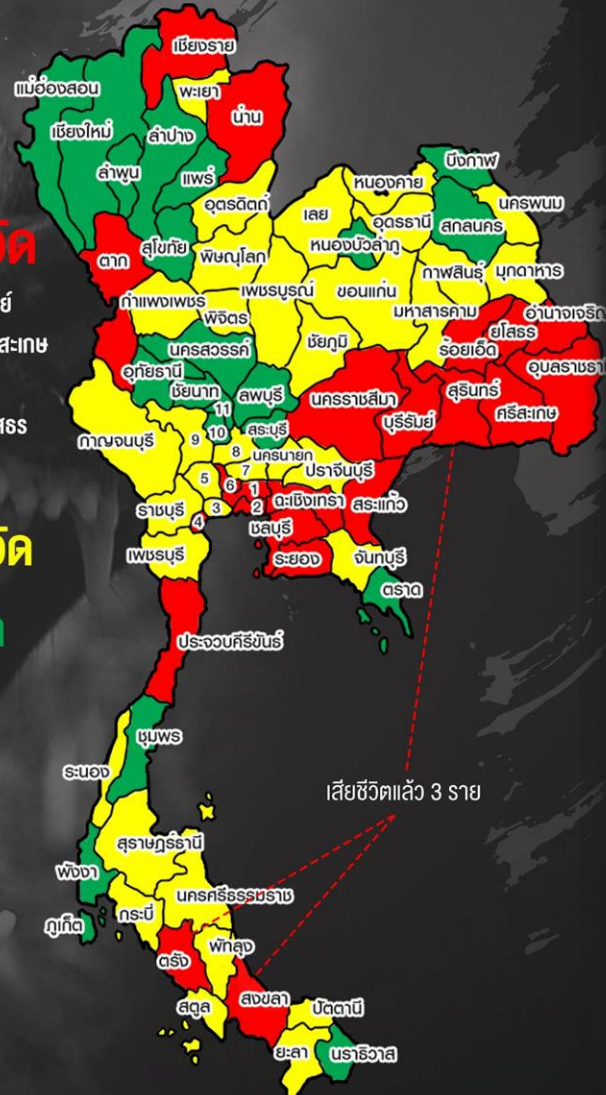 เชียงราย
แม่ฮ่องสอน
พะเยา
น่าน
เชียงใหม่
ลำปาง
ลำพูน
แพร่
บึงกาฬ
หนองคาย
นครพนม
อุตรดิตถ์
เลย
อุดรธานี
สกลนคร
วัด
ตาก
สุโขทัย
พิษณุโลก
หนองบัวลำภู
กาฬสินธุ์
มุกดาหาร
ย์
กำแพงเพชร
เพชรบูรณ์
ขอนแก่น
สะเกษ
พิจิตร
มหาสารคาม
อำนาจเจริญ
นครสวรรค์
ชัยภูมิ
ร้อยเอ็ด
ยโสธร
อุทัยธานี
อุบลราชธานี
ชัยนาท
ลพบุรี
นครราชสีมา
สุรินทร์
สธร
11
บุรีรัมย์
ศรีสะเกษ
กาญจนบุรี
9
10
สระบุรี
8
นครนายก
7
ปราจีนบุรี
5
6
1
ฉะเชิงเทรา
สระแก้ว
ราชบุรี
3
2
4
ชลบุรี
วัด
เพชรบุรี
ระยอง
จันทบุรี
ตราด
ประจวบคีรีขันธ์
ชุมพร
ระนอง
เสียชีวิตแล้ว 3 ราย
สุราษฎร์ธานี
พังงา
นครศรีธรรมราช
กระบี่
ภูเก็ต
ตรัง
พัทลุง
สตูล
สงขลา
ปัตตานี
ยะลา
นราธิวาส